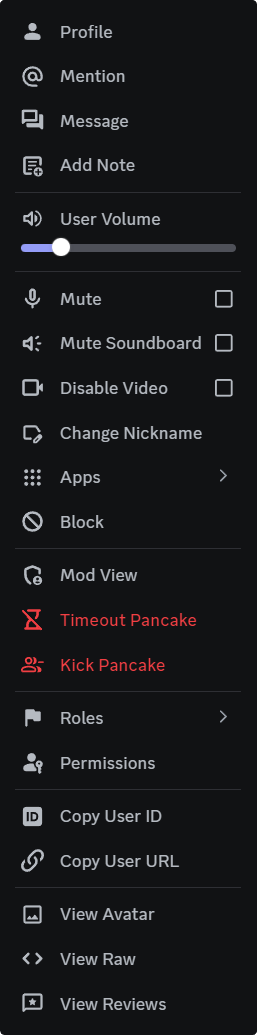 Profile
Mention
Message
Add Note
User Volume
Mute
Mute Soundboard
Disable Video
Change Nickname
Apps
Block
Mod View
Timeout Pancake
Kick Pancake
Roles
Permissions
ID Copy User ID
Copy User URL
View Avatar
View Raw
View Reviews